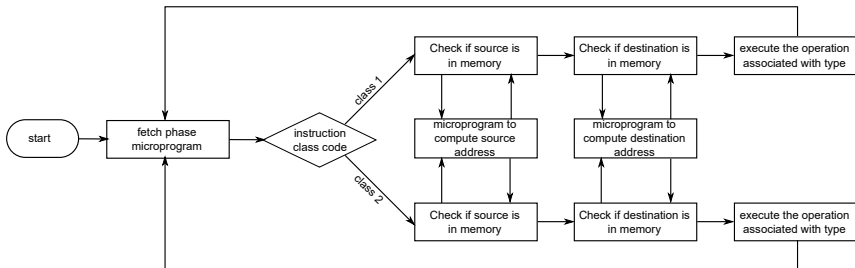 Check if source is
in memory
Check if destination is
in memory
execute the operation
associated with type
class 1
start
fetch phase
microprogram
instruction
class code
microprogram to
compute source
address
microprogram to
compute destination
address
class 2
Check if source is
in memory
Check if destination is
in memory
execute the operation
associated with type